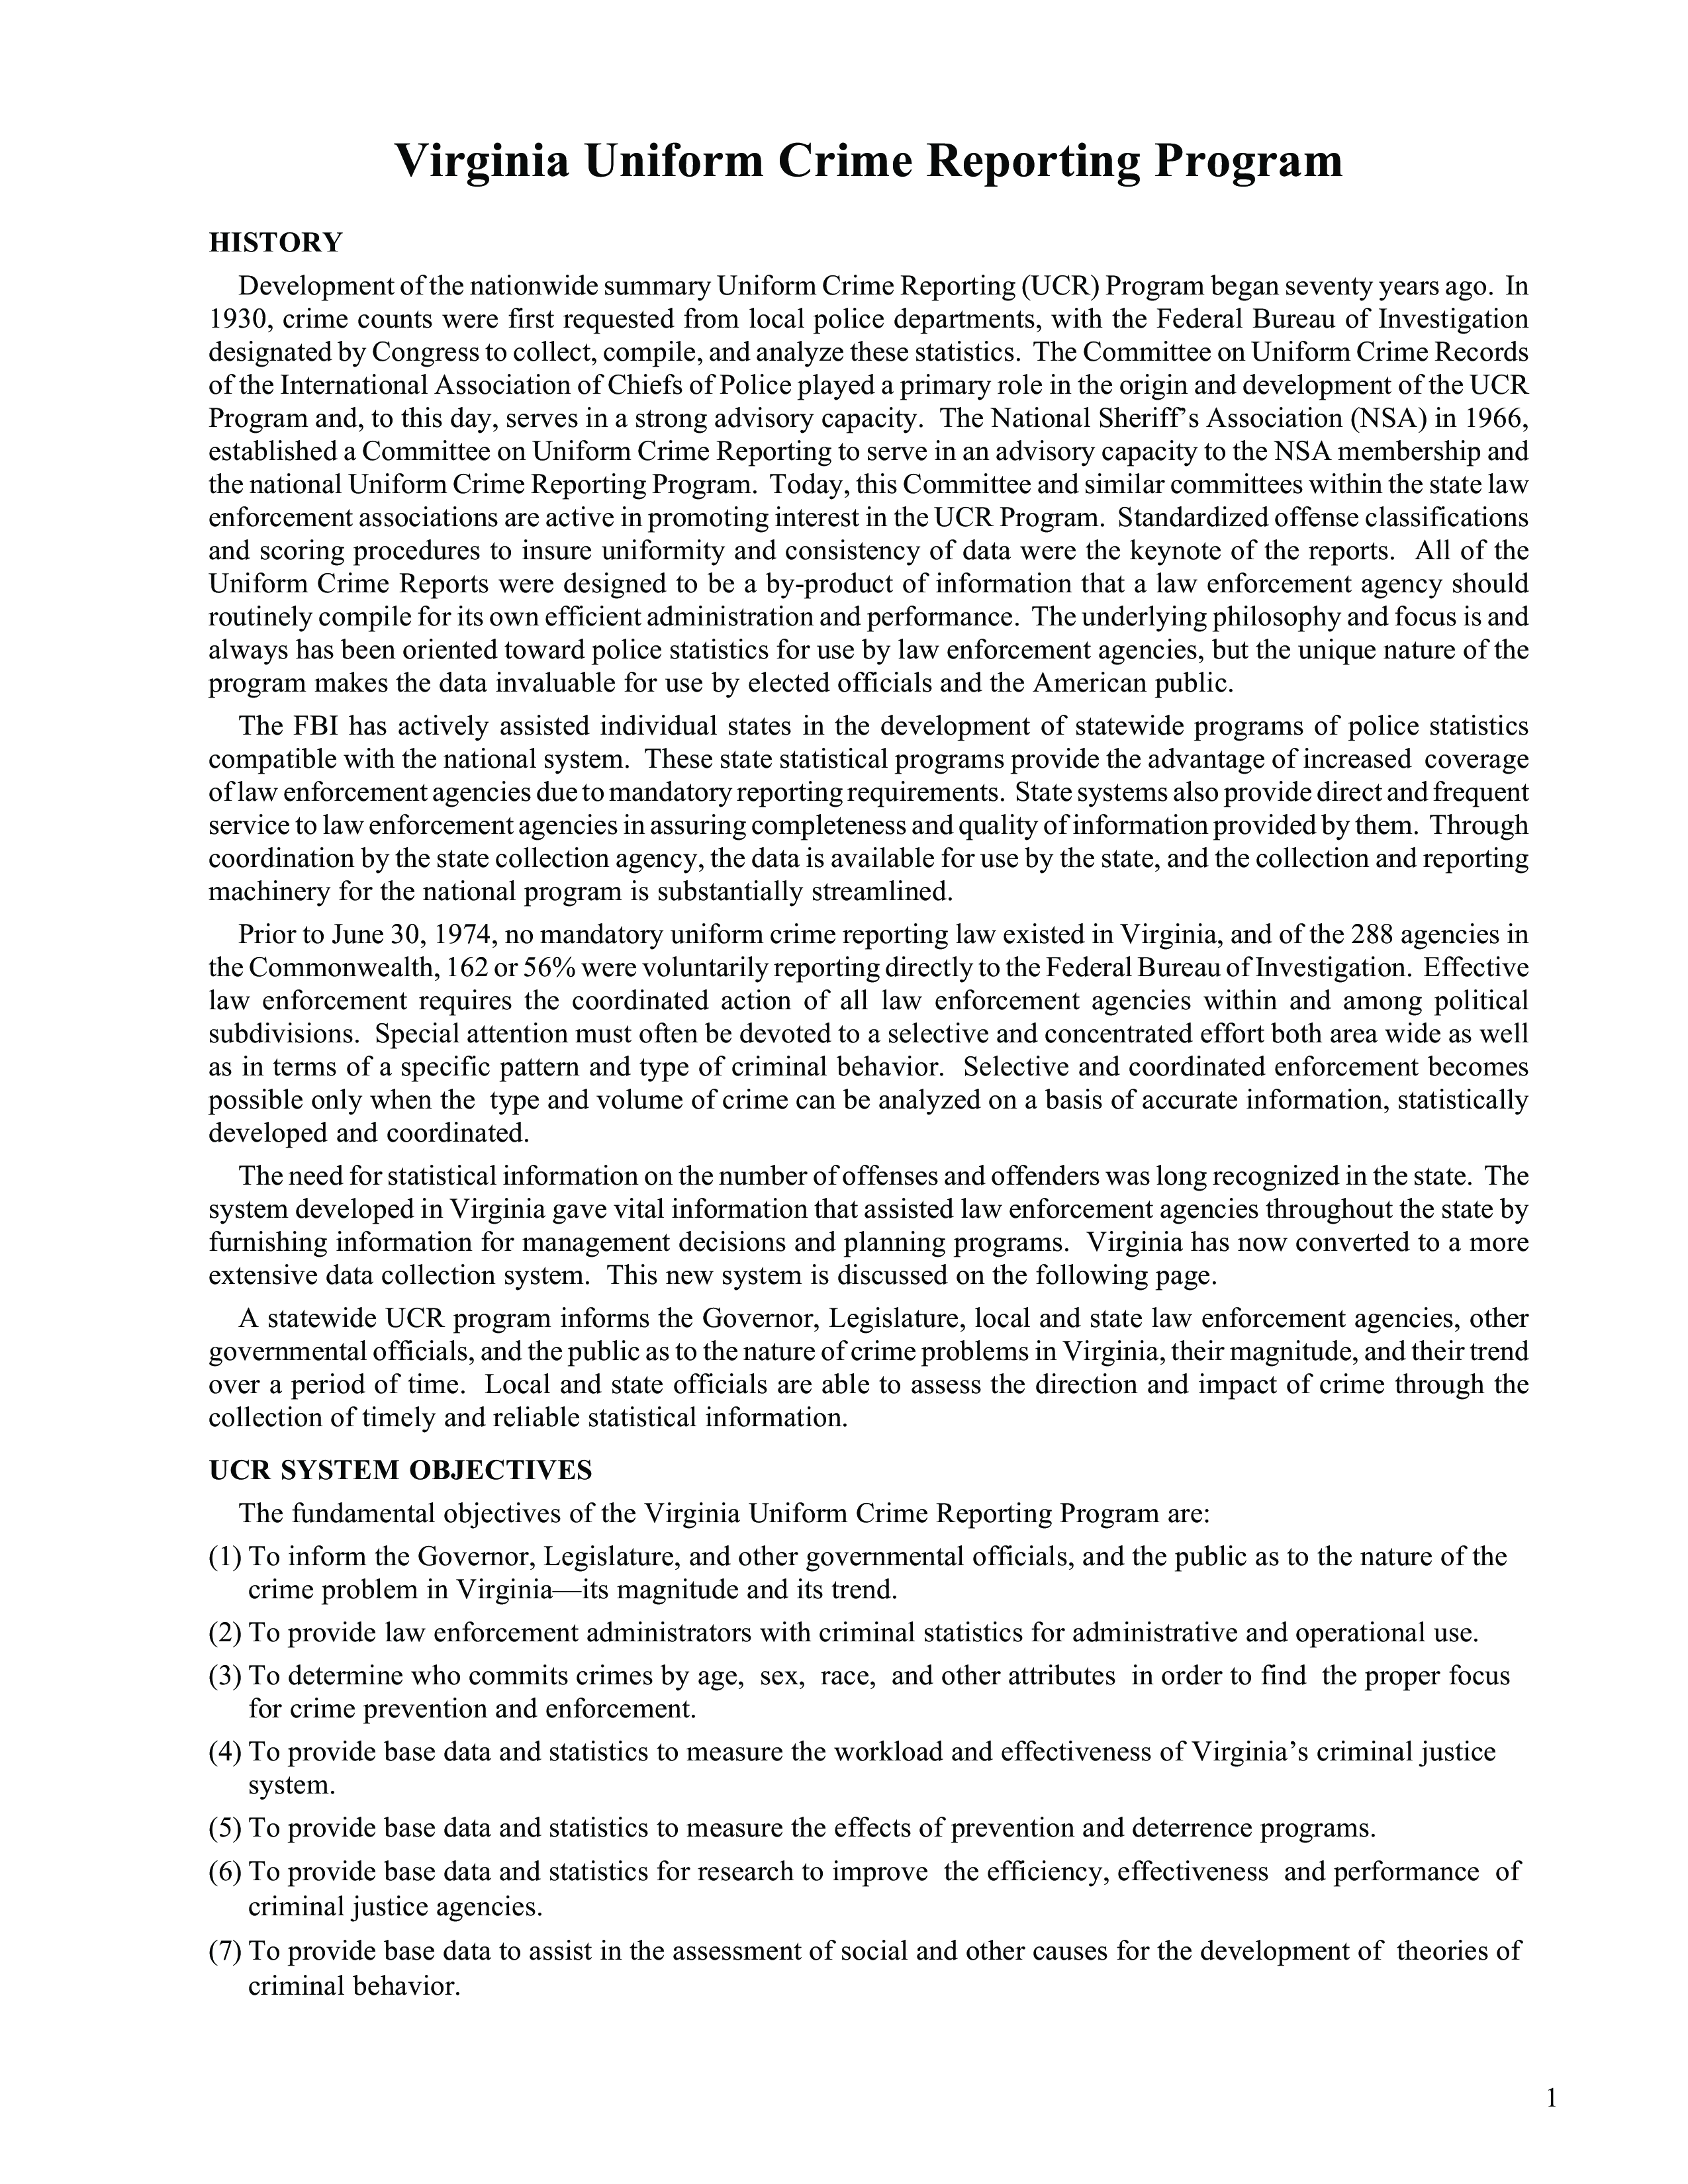 Virginia Uniform Crime Reporting Program
HISTORY
Development of the nationwide summary Uniform Crime Reporting (UCR) Program began seventy years ago. In
1930, crime counts were first requested from local police departments, with the Federal Bureau of Investigation
designated by Congress to collect, compile, and analyze these statistics. The Committee on Uniform Crime Records
of the International Association of Chiefs of Police played a primary role in the origin and development of the UCR
Program and, to this day, serves in a strong advisory capacity. The National Sheriff’s Association (NSA) in 1966,
established a Committee on Uniform Crime Reporting to serve in an advisory capacity to the NSA membership and
the national Uniform Crime Reporting Program. Today, this Committee and similar committees within the state law
enforcement associations are active in promoting interest in the UCR Program. Standardized offense classifications
and scoring procedures to insure uniformity and consistency of data were the keynote of the reports. All of the
Uniform Crime Reports were designed to be a by-product of information that a law enforcement agency should
routinely compile for its own efficient administration and performance. The underlying philosophy and focus is and
always has been oriented toward police statistics for use by law enforcement agencies, but the unique nature of the
program makes the data invaluable for use by elected officials and the American public.
The FBI has actively assisted individual states in the development of statewide programs of police statistics
compatible with the national system. These state statistical programs provide the advantage of increased coverage
of law enforcement agencies due to mandatory reporting requirements. State systems also provide direct and frequent
service to law enforcement agencies in assuring completeness and quality of information provided by them. Through
coordination by the state collection agency, the data is available for use by the state, and the collection and reporting
machinery for the national program is substantially streamlined.
Prior to June 30, 1974, no mandatory uniform crime reporting law existed in Virginia, and of the 288 agencies in
the Commonwealth, 162 or 56% were voluntarily reporting directly to the Federal Bureau of Investigation. Effective
law enforcement requires the coordinated action of all law enforcement agencies within and among political
subdivisions. Special attention must often be devoted to a selective and concentrated effort both area wide as well
as in terms of a specific pattern and type of criminal behavior. Selective and coordinated enforcement becomes
possible only when the type and volume of crime can be analyzed on a basis of accurate information, statistically
developed and coordinated.
The need for statistical information on the number of offenses and offenders was long recognized in the state. The
system developed in Virginia gave vital information that assisted law enforcement agencies throughout the state by
furnishing information for management decisions and planning programs. Virginia has now converted to a more
extensive data collection system. This new system is discussed on the following page.
A statewide UCR program informs the Governor, Legislature, local and state law enforcement agencies, other
governmental officials, and the public as to the nature of crime problems in Virginia, their magnitude, and their trend
over a period of time. Local and state officials are able to assess the direction and impact of crime through the
collection of timely and reliable statistical information.
UCR SYSTEM OBJECTIVES
The fundamental objectives of the Virginia Uniform Crime Reporting Program are:
(1) To inform the Governor, Legislature, and other governmental officials, and the public as to the nature of the
crime problem in Virginia—its magnitude and its trend.
(2) To provide law enforcement administrators with criminal statistics for administrative and operational use.
(3) To determine who commits crimes by age, sex, race, and other attributes in order to find the proper focus
for crime prevention and enforcement.
(4) To provide base data and statistics to measure the workload and effectiveness of Virginia’s criminal justice
system.
(5) To provide base data and statistics to measure the effects of prevention and deterrence programs.
(6) To provide base data and statistics for research to improve the efficiency, effectiveness and performance of
criminal justice agencies.
(7) To provide base data to assist in the assessment of social and other causes for the development of theories of
criminal behavior.
1